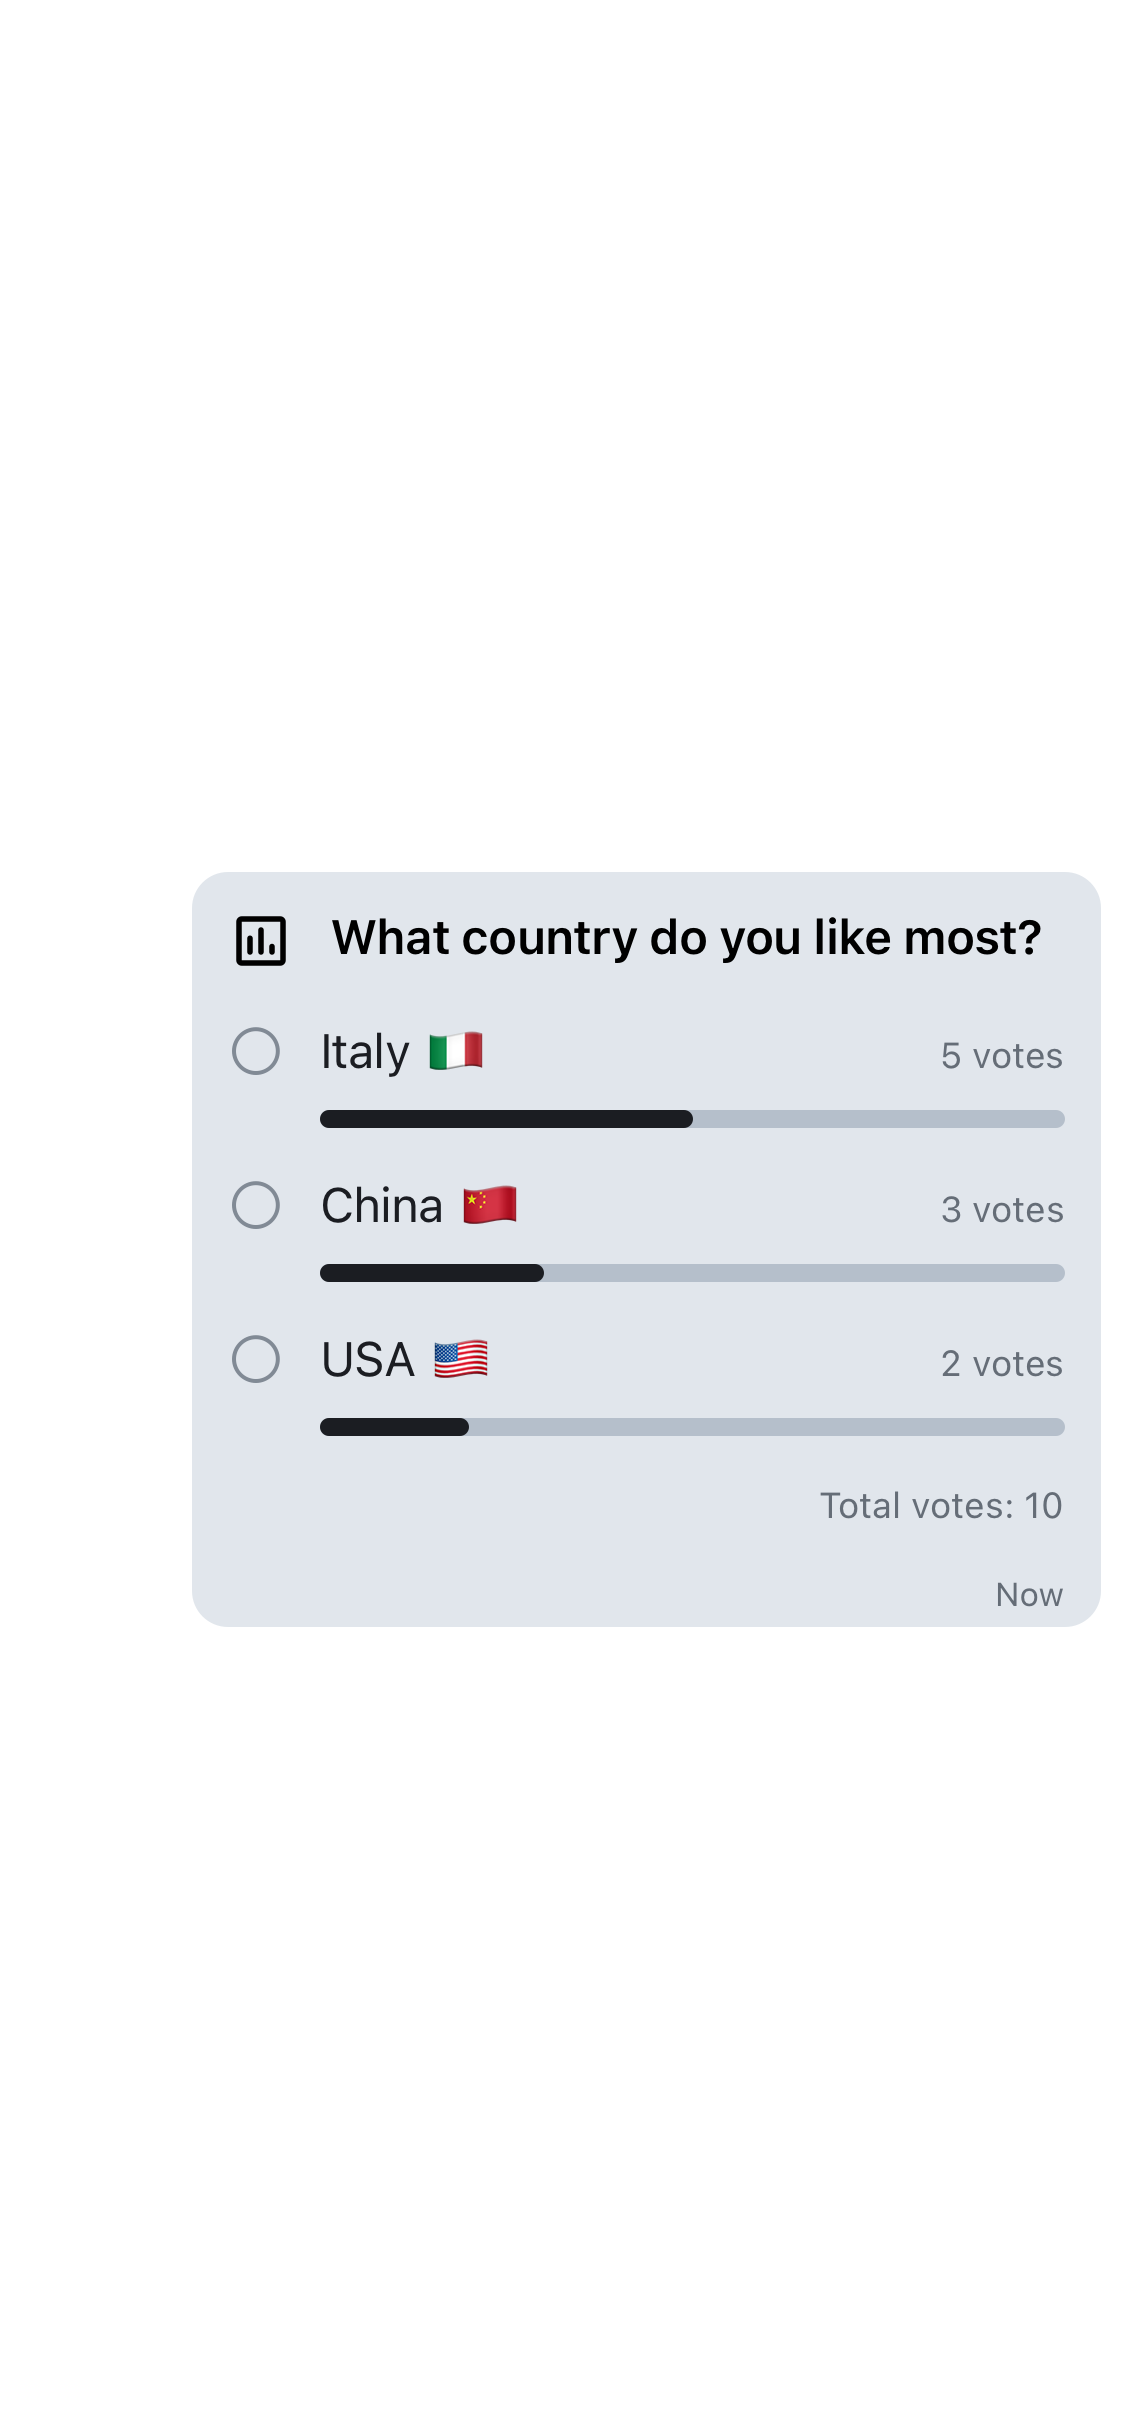 What country do you like most?
Italy 🇮🇹 5 votes
China 🇨🇳 3 votes
USA 🇺🇸 2 votes
Total votes: 10
Now